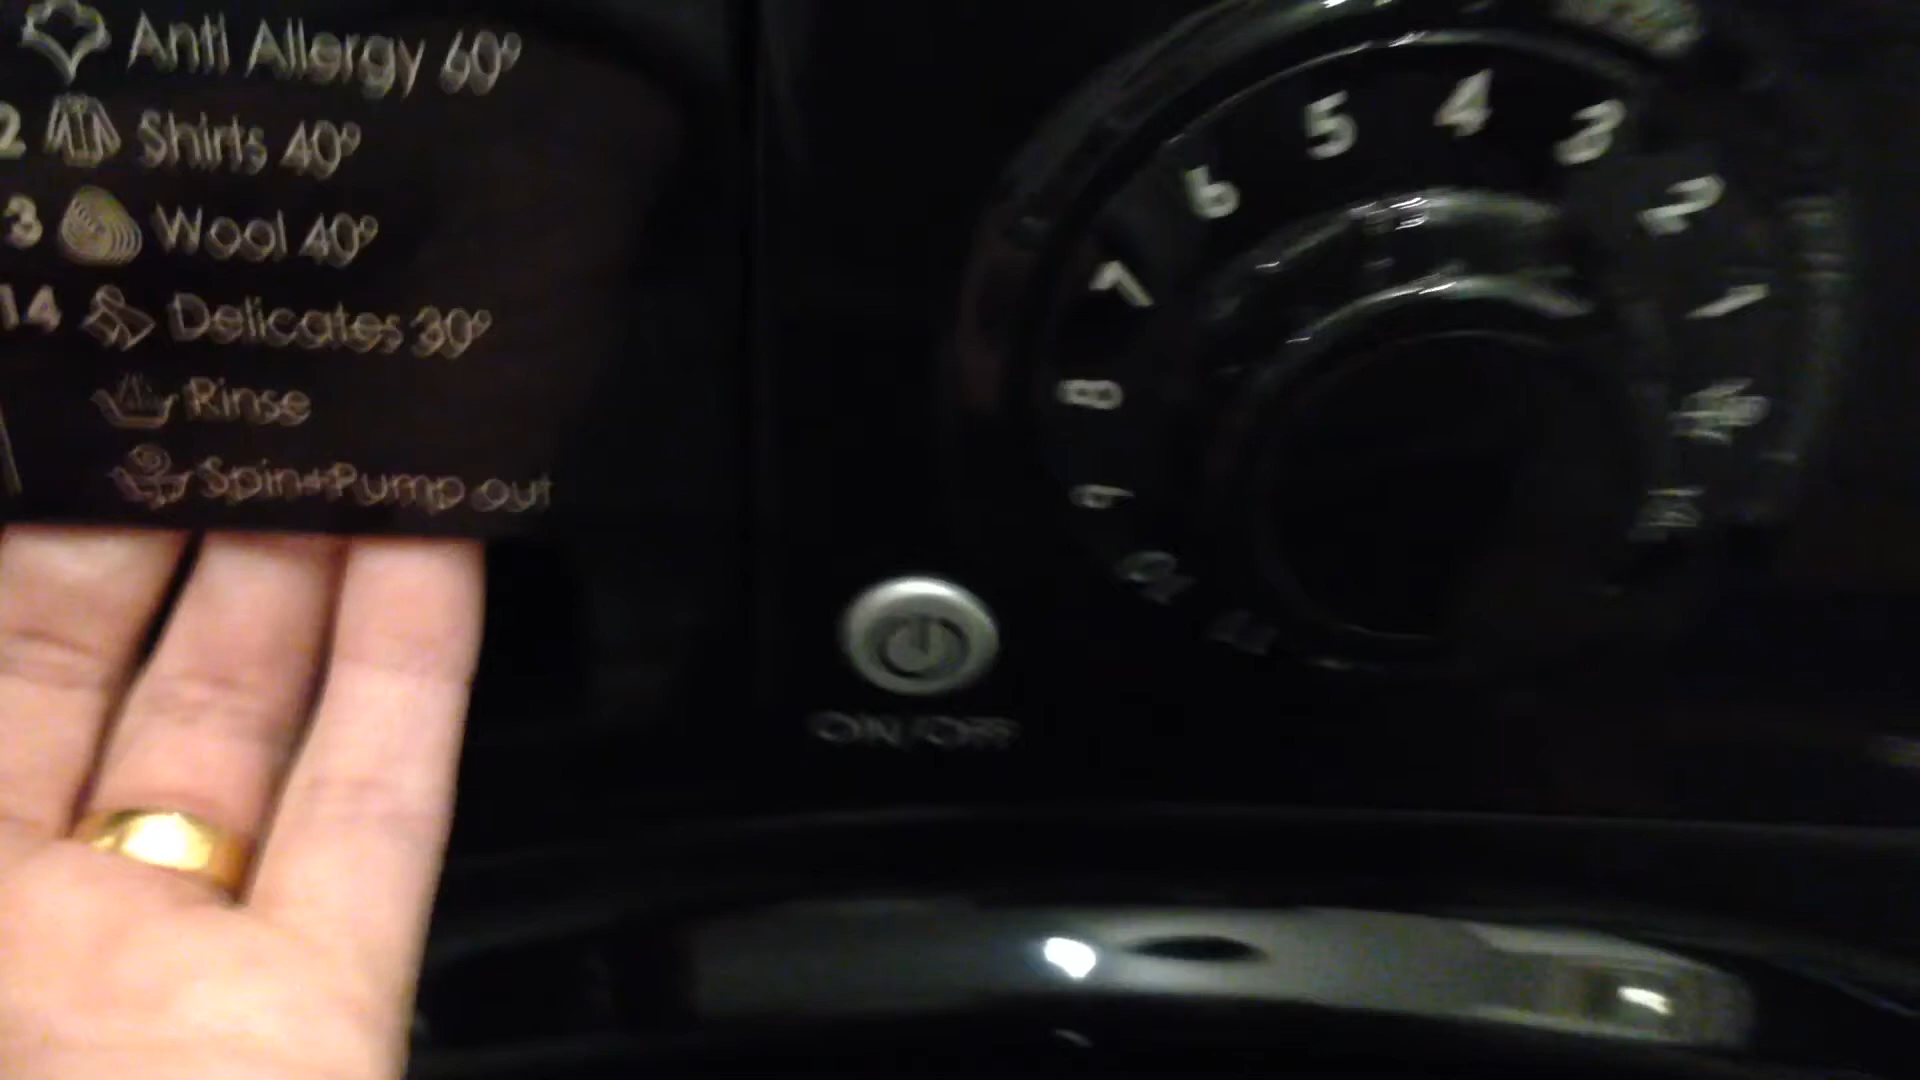 Anti Allergy 60°
2 Shirts 40°
3 Wool 40°
14 Delicates 30°
Rinse
Spin+Pump out
1
2
3
4
5
6
7
8
9
ON/OFF